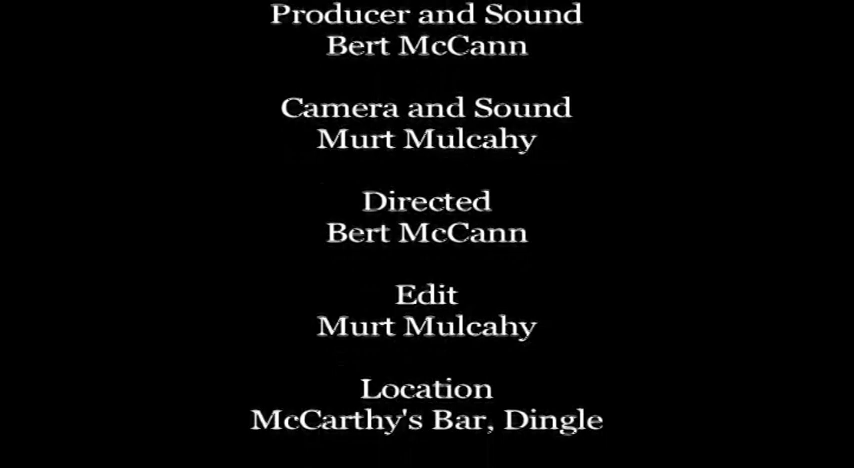 Producer and Sound
Bert McCann
Camera and Sound
Murt Mulcahy
Directed
Bert McCann
Edit
Murt Mulcahy
Location
McCarthy's Bar, Dingle